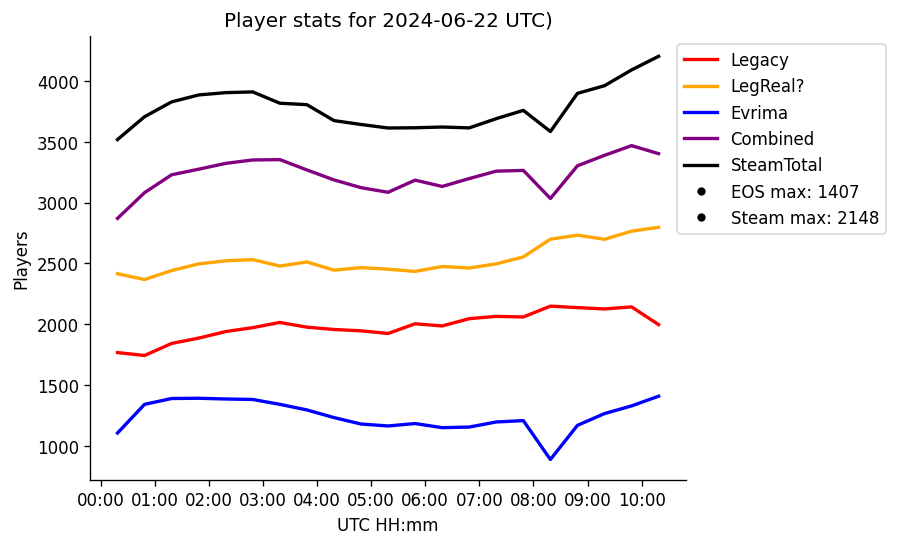 Player stats for 2024-06-22 UTC)
Legacy
LegReal?
Evrima
Combined
SteamTotal
EOS max: 1407
Steam max: 2148
Players
4000
3500
3000
2500
2000
1500
1000
00:00 01:00 02:00 03:00 04:00 05:00 06:00 07:00 08:00 09:00 10:00
UTC HH:mm